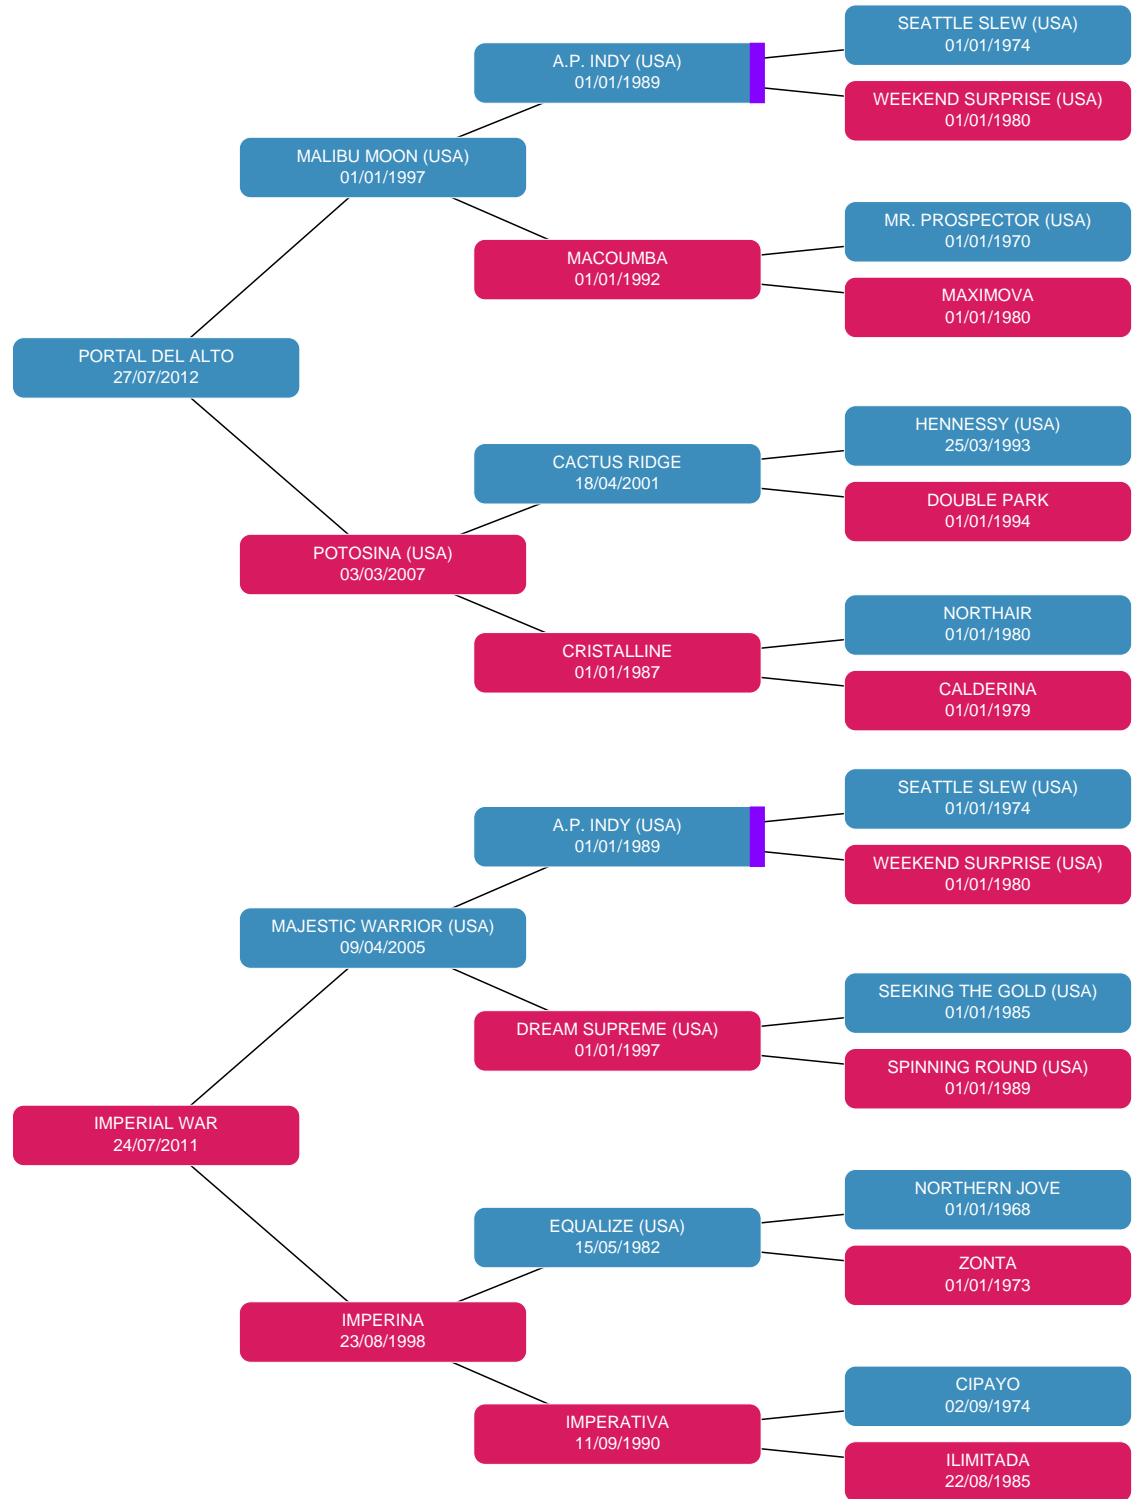 SEATTLE SLEW (USA)
01/01/1974
A.P. INDY (USA)
01/01/1989
WEEKEND SURPRISE (USA)
01/01/1980
MALIBU MOON (USA)
01/01/1997
MR. PROSPECTOR (USA)
01/01/1970
MACOUMBA
01/01/1992
MAXIMOVA
01/01/1980
PORTAL DEL ALTO
27/07/2012
HENNESSY (USA)
25/03/1993
CACTUS RIDGE
18/04/2001
DOUBLE PARK
01/01/1994
POTOSINA (USA)
03/03/2007
NORTHAIR
01/01/1980
CRISTALLINE
01/01/1987
CALDERINA
01/01/1979
SEATTLE SLEW (USA)
01/01/1974
A.P. INDY (USA)
01/01/1989
WEEKEND SURPRISE (USA)
01/01/1980
MAJESTIC WARRIOR (USA)
09/04/2005
SEEKING THE GOLD (USA)
01/01/1985
DREAM SUPREME (USA)
01/01/1997
SPINNING ROUND (USA)
01/01/1989
IMPERIAL WAR
24/07/2011
NORTHERN JOVE
01/01/1968
EQUALIZE (USA)
15/05/1982
ZONTA
01/01/1973
IMPERINA
23/08/1998
CIPAYO
02/09/1974
IMPERATIVA
11/09/1990
ILIMITADA
22/08/1985